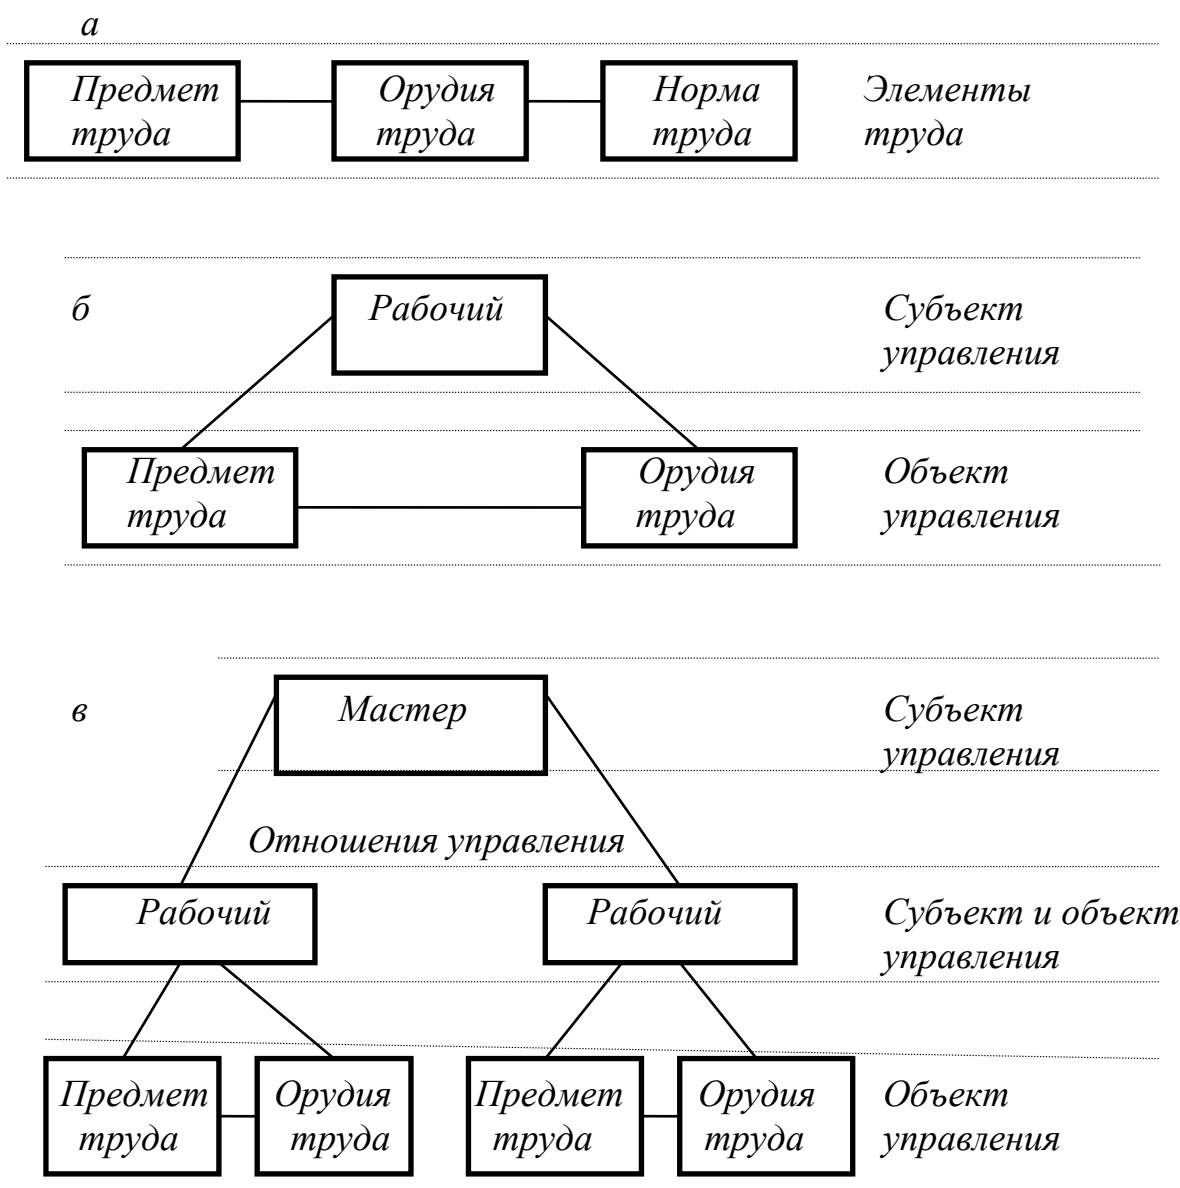 а
Предмет Орудия Норма Элементы
труда труда труда труда
б Рабочий Субъект
управления
Предмет Орудия Объект
труда труда управления
в Мастер Субъект
управления
Отношения управления
Рабочий Рабочий Субъект и объект
управления
Предмет Орудия Предмет Орудия Объект
труда труда труда труда управления